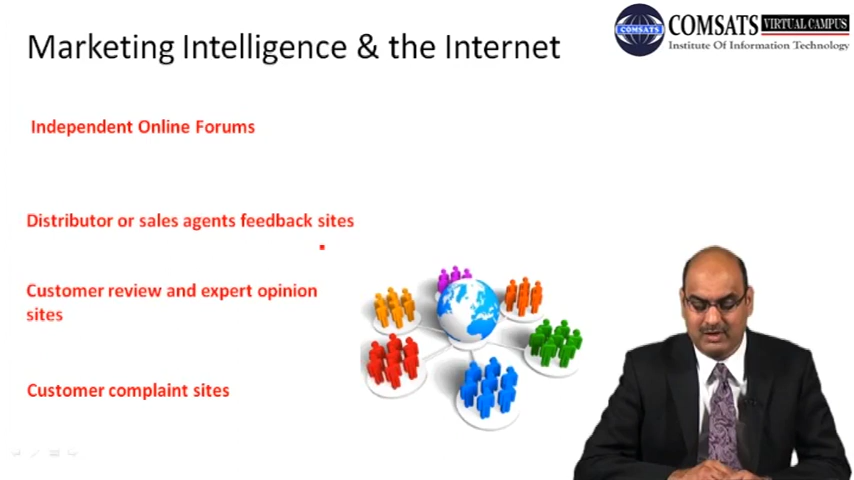 Marketing Intelligence & the Internet
COMSATS VIRTUAL CAMPUS
Institute Of Information Technology
COMSATS
Independent Online Forums
Distributor or sales agents feedback sites
Customer review and expert opinion
sites
Customer complaint sites